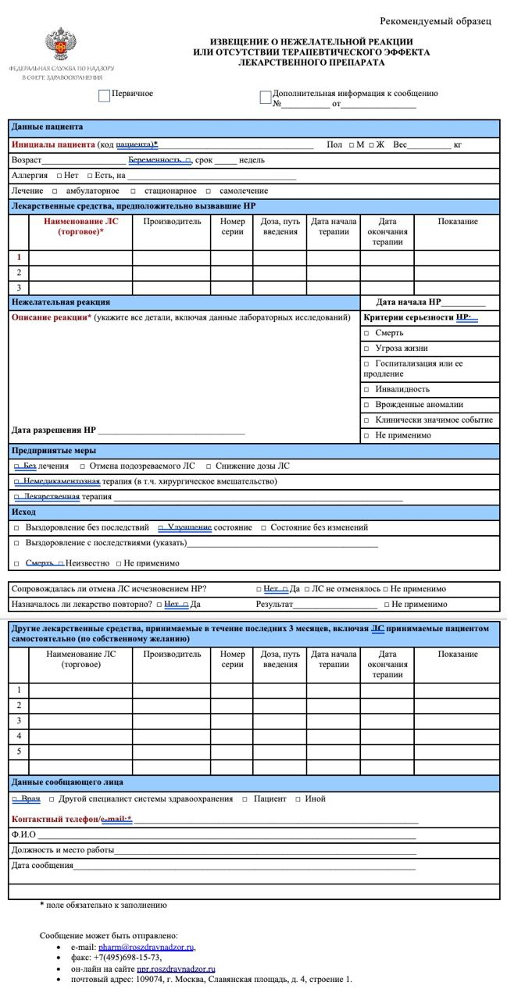 Рекомендуемый образец
ФЕДЕРАЛЬНАЯ СЛУЖБА ПО НАДЗОРУ
В СФЕРЕ ЗДРАВООХРАНЕНИЯ
ИЗВЕЩЕНИЕ О НЕЖЕЛАТЕЛЬНОЙ РЕАКЦИИ
ИЛИ ОТСУТСТВИИ ТЕРАПЕВТИЧЕСКОГО ЭФФЕКТА
ЛЕКАРСТВЕННОГО ПРЕПАРАТА
☐ Первичное ☐ Дополнительная информация к сообщению
№___________ от_________________
Данные пациента
Инициалы пациента (код пациента)*___________________________________ Пол □ М □ Ж Вес__________ кг
Возраст___________________ Беременность □, срок _____ недель
Аллергия □ Нет □ Есть, на ______________________________________
Лечение □ амбулаторное □ стационарное □ самолечение
Лекарственные средства, предположительно вызвавшие НР
Наименование ЛС (торговое)* Производитель Номер серии Доза, путь введения Дата начала терапии Дата окончания терапии Показание
1
2
3
Нежелательная реакция Дата начала НР__________
Описание реакции* (укажите все детали, включая данные лабораторных исследований) Критерии серьезности НР:
□ Смерть
□ Угроза жизни
□ Госпитализация или ее
продление
□ Инвалидность
□ Врожденные аномалии
□ Клинически значимое событие
Дата разрешения НР _________________________________
□ Не применимо
Предпринятые меры
□ Без лечения □ Отмена подозреваемого ЛС □ Снижение дозы ЛС
□ Немедикаментозная терапия (в т.ч. хирургическое вмешательство)
□ Лекарственная терапия _________________________________________________________________
Исход
□ Выздоровление без последствий □ Улучшение состояние □ Состояние без изменений
□ Выздоровление с последствиями (указать)___________________________________________
□ Смерть □ Неизвестно □ Не применимо
Сопровождалась ли отмена ЛС исчезновением НР? □ Нет □ Да □ ЛС не отменялось □ Не применимо
Назначалось ли лекарство повторно? □ Нет □ Да Результат___________________ □ Не применимо
Другие лекарственные средства, принимаемые в течение последних 3 месяцев, включая ЛС принимаемые пациентом
самостоятельно (по собственному желанию)
Наименование ЛС (торговое) Производитель Номер серии Доза, путь введения Дата начала терапии Дата окончания терапии Показание
1
2
3
4
5
Данные сообщающего лица
□ Врач □ Другой специалист системы здравоохранения □ Пациент □ Иной
Контактный телефон/e-mail:* ________________________________________________________________
Ф.И.О _____________________________________________________________________________________
Должность и место работы____________________________________________________________________
Дата сообщения_____________________________________________________________________________
* поле обязательно к заполнению
Сообщение может быть отправлено:
• e-mail: pharm@roszdravnadzor.ru,
• факс: +7(495)698-15-73,
• он-лайн на сайте npr.roszdravnadzor.ru
• почтовый адрес: 109074, г. Москва, Славянская площадь, д. 4, строение 1.